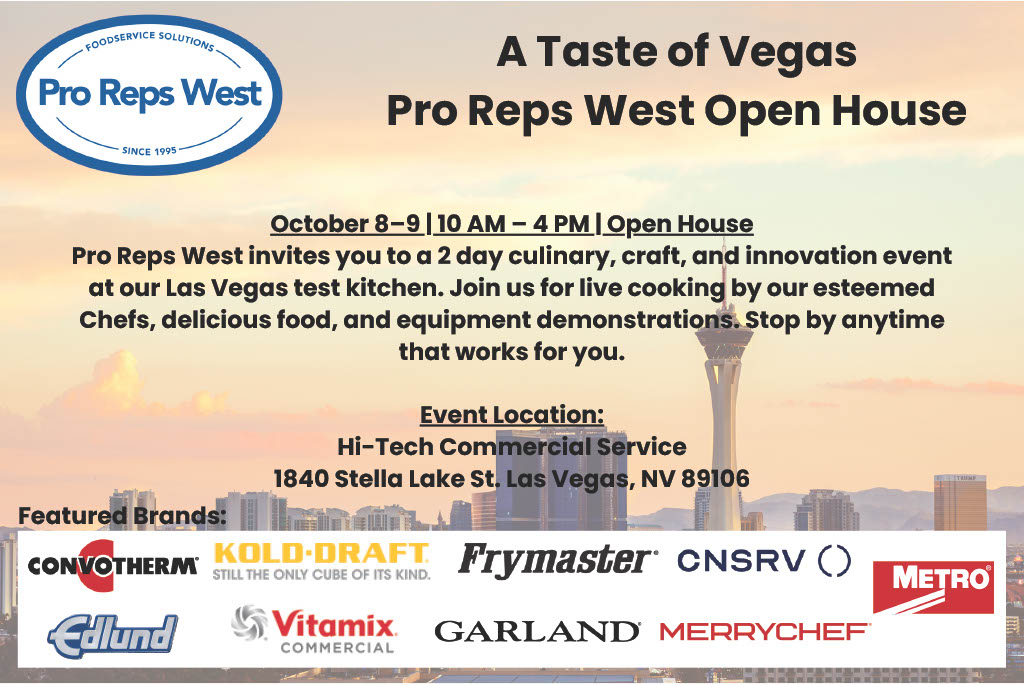 FOODSERVICE SOLUTIONS
Pro Reps West
SINCE 1995
A Taste of Vegas
Pro Reps West Open House
October 8–9 | 10 AM – 4 PM | Open House
Pro Reps West invites you to a 2 day culinary, craft, and innovation event
at our Las Vegas test kitchen. Join us for live cooking by our esteemed
Chefs, delicious food, and equipment demonstrations. Stop by anytime
that works for you.
Event Location:
Hi-Tech Commercial Service
1840 Stella Lake St. Las Vegas, NV 89106
Featured Brands:
CONVOTHERM®
KOLD·DRAFT®
STILL THE ONLY CUBE OF ITS KIND.
Frymaster®
CNSRV
METRO®
Edlund
Vitamix®
COMMERCIAL
GARLAND®
MERRYCHEF®